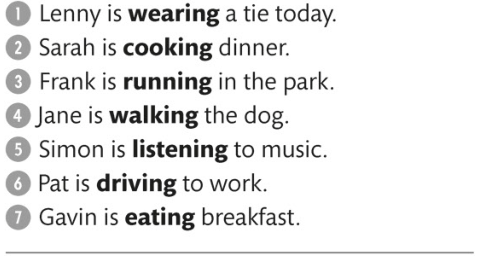 1 Lenny is wearing a tie today.
2 Sarah is cooking dinner.
3 Frank is running in the park.
4 Jane is walking the dog.
5 Simon is listening to music.
6 Pat is driving to work.
7 Gavin is eating breakfast.